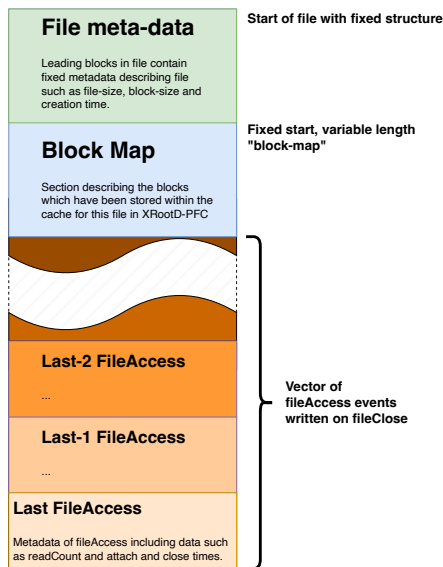 File meta-data
Leading blocks in file contain
fixed metadata describing file
such as file-size, block-size and
creation time.
Start of file with fixed structure
Block Map
Section describing the blocks
which have been stored within the
cache for this file in XRootD-PFC
Fixed start, variable length
"block-map"
Last-2 FileAccess
...
Last-1 FileAccess
...
Last FileAccess
Metadata of fileAccess including data such
as readCount and attach and close times.
Vector of
fileAccess events
written on fileClose